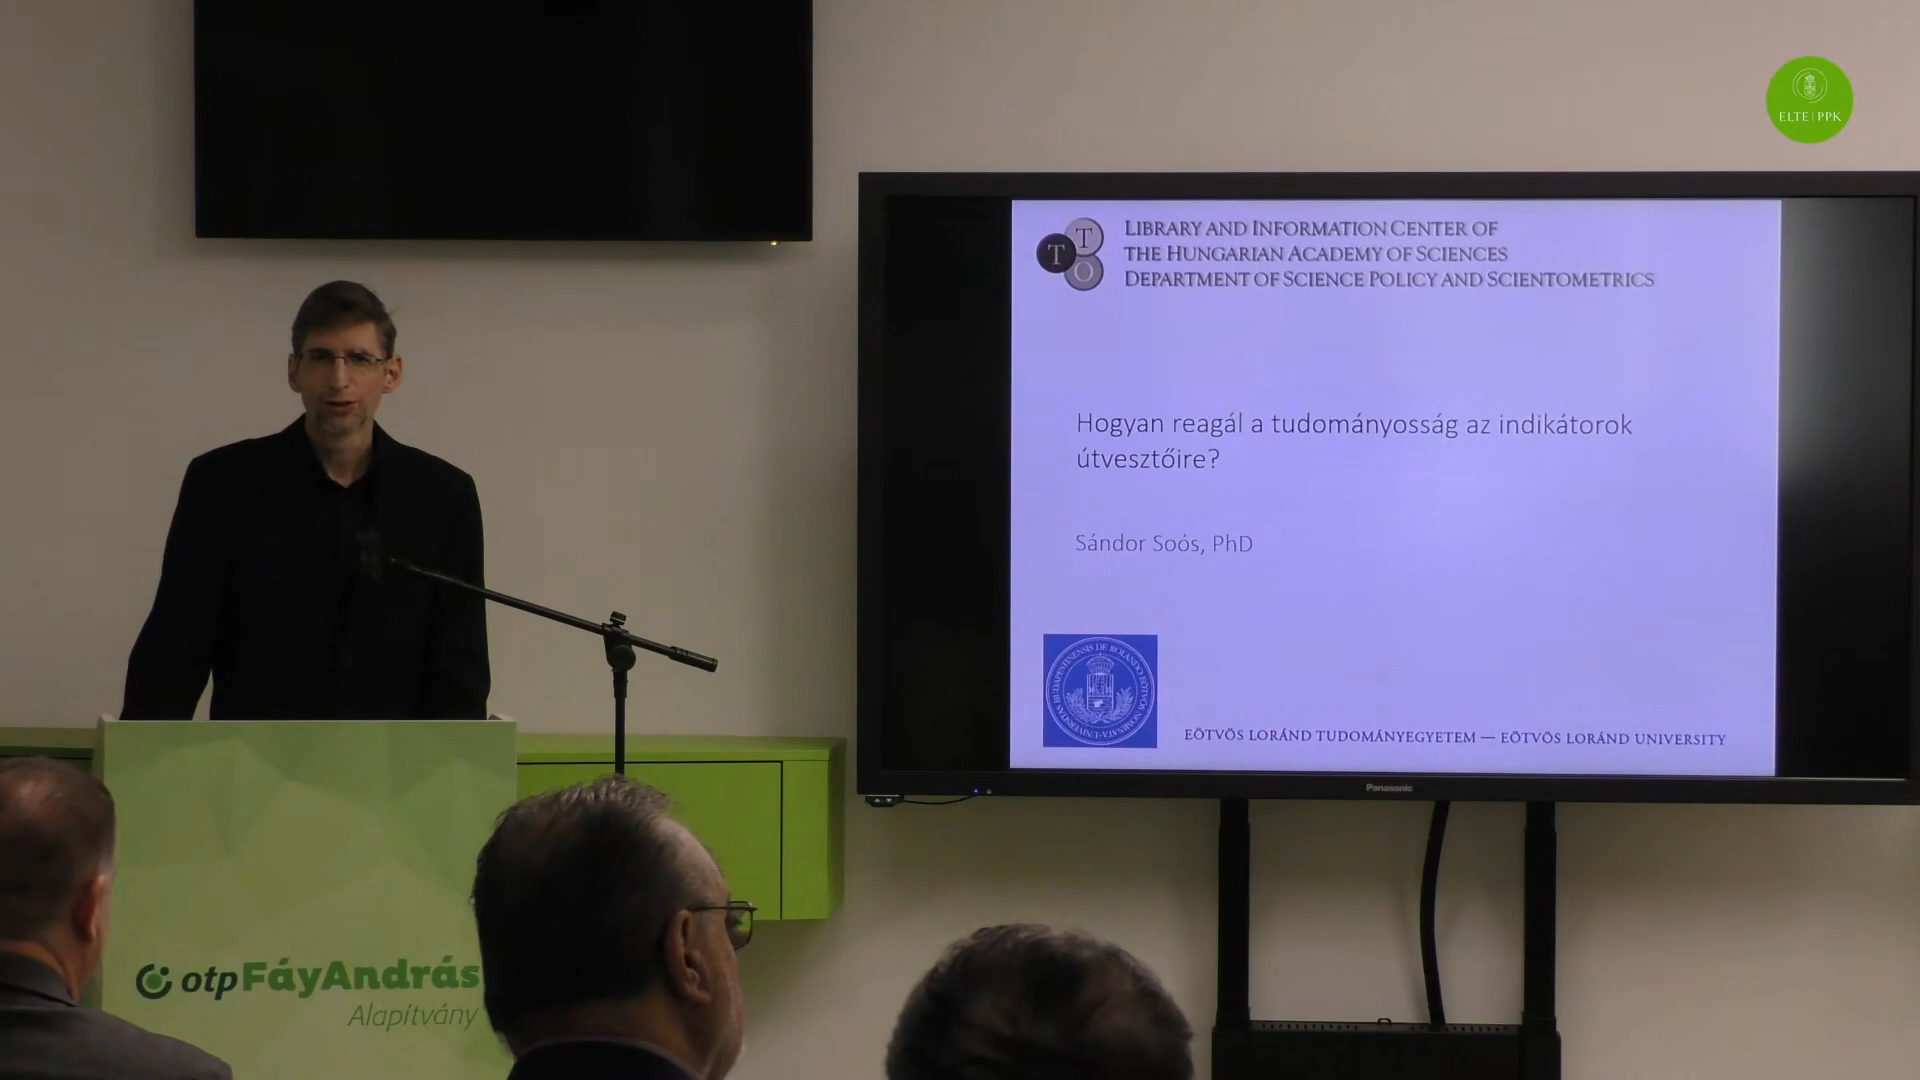 ELTE | PPK
T
T
O
LIBRARY AND INFORMATION CENTER OF
THE HUNGARIAN ACADEMY OF SCIENCES
DEPARTMENT OF SCIENCE POLICY AND SCIENTOMETRICS
Hogyan reagál a tudományosság az indikátorok
útvesztőire?
Sándor Soós, PhD
EÖTVÖS LORÁND TUDOMÁNYEGYETEM — EÖTVÖS LORÁND UNIVERSITY
Panasonic
otpFáyAndrás
Alapítvány